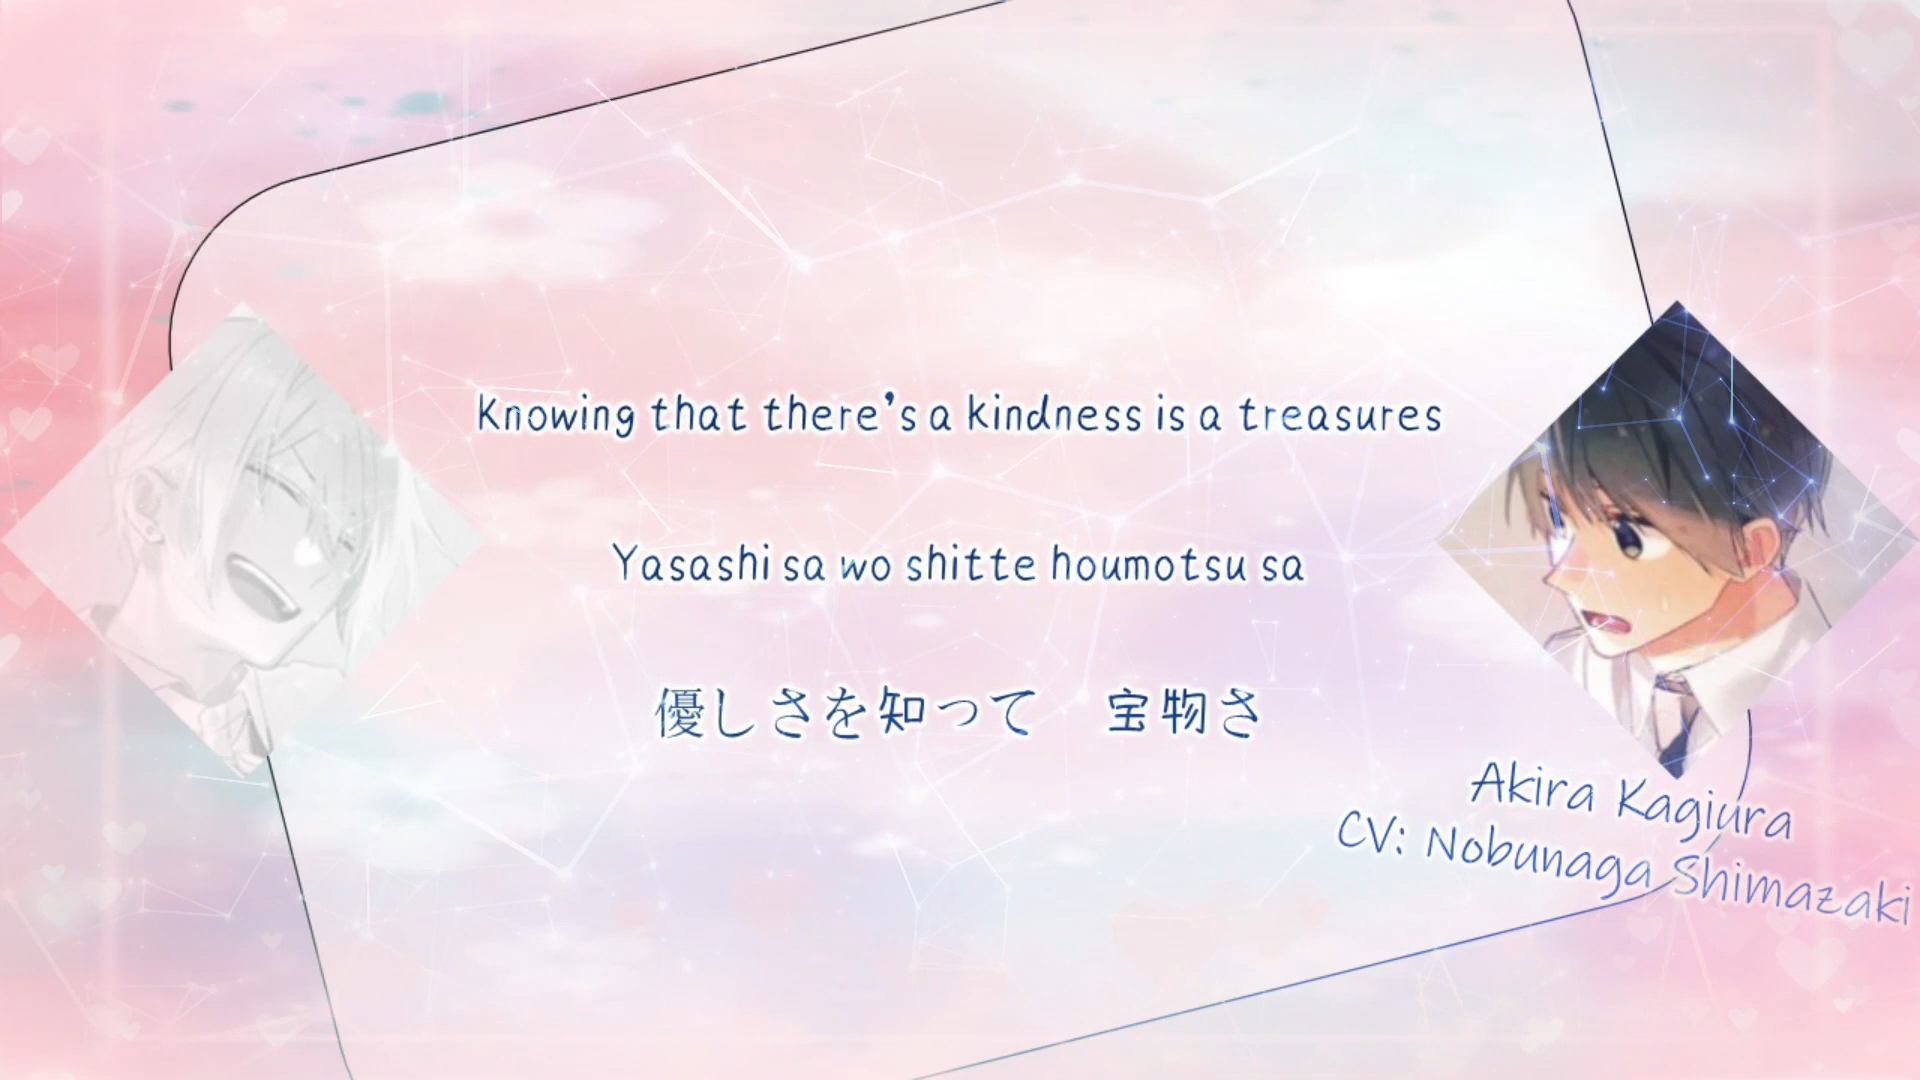 Knowing that there's a kindness is a treasures
Yasashi sa wo shitte houmotsu sa
優しさを知って　宝物さ
Akira Kagiura
CV: Nobunaga Shimazaki